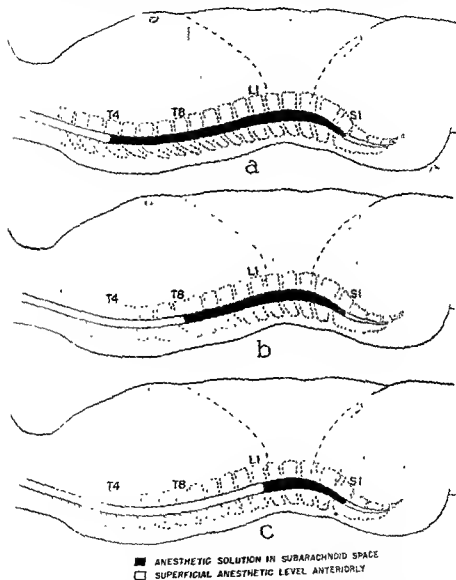 L1
T4 T8 S1
a
L1
T4 T8 S1
b
L1
T4 T8 S1
c
ANESTHETIC SOLUTION IN SUBARACHNOID SPACE
SUPERFICIAL ANESTHETIC LEVEL ANTERIORLY